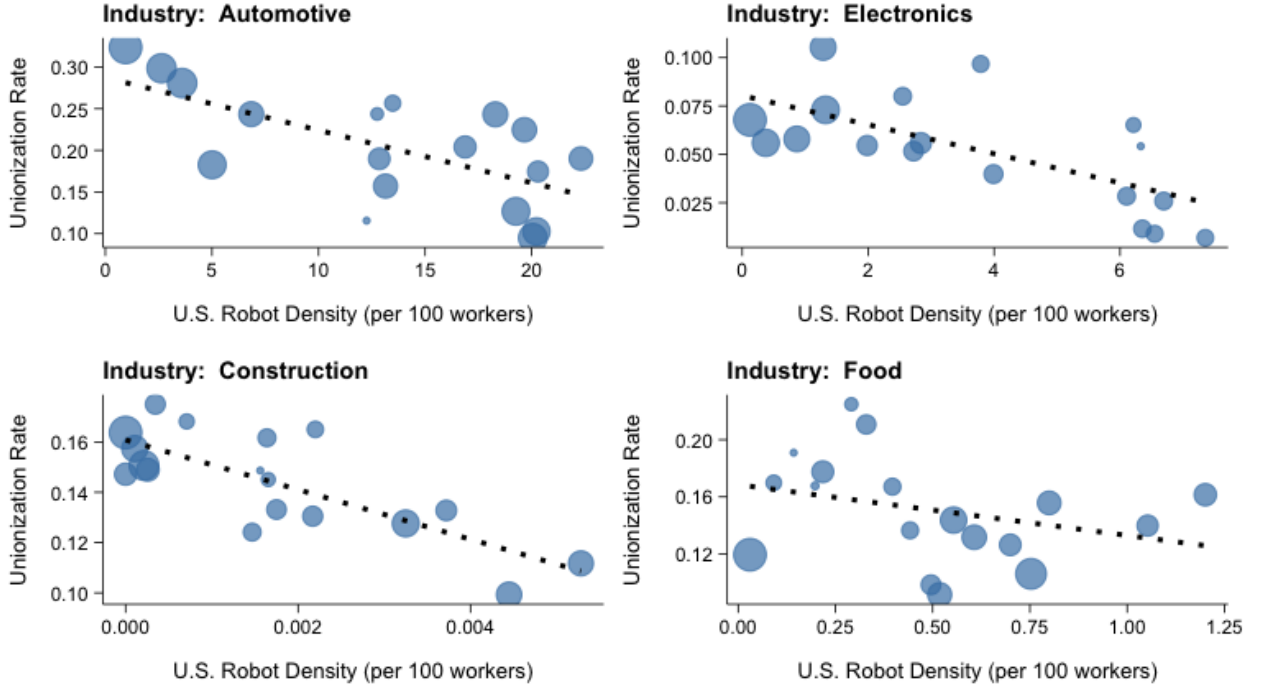 Industry: Automotive
Unionization Rate
0.30
0.25
0.20
0.15
0.10
0 5 10 15 20
U.S. Robot Density (per 100 workers)
Industry: Electronics
Unionization Rate
0.100
0.075
0.050
0.025
0 2 4 6
U.S. Robot Density (per 100 workers)
Industry: Construction
Unionization Rate
0.16
0.14
0.12
0.10
0.000 0.002 0.004
U.S. Robot Density (per 100 workers)
Industry: Food
Unionization Rate
0.20
0.16
0.12
0.00 0.25 0.50 0.75 1.00 1.25
U.S. Robot Density (per 100 workers)